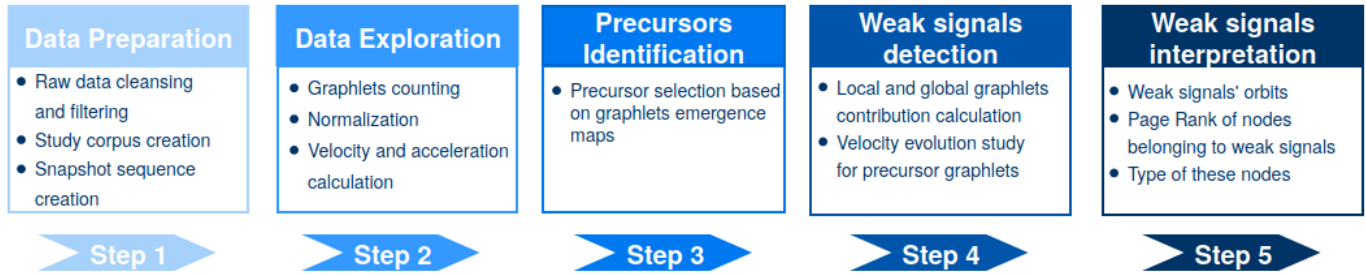 Data Preparation
• Raw data cleansing
and filtering
• Study corpus creation
• Snapshot sequence
creation
Step 1
Data Exploration
• Graphlets counting
• Normalization
• Velocity and acceleration
calculation
Step 2
Precursors
Identification
• Precursor selection based
on graphlets emergence
maps
Step 3
Weak signals
detection
• Local and global graphlets
contribution calculation
• Velocity evolution study
for precursor graphlets
Step 4
Weak signals
interpretation
• Weak signals' orbits
• Page Rank of nodes
belonging to weak signals
• Type of these nodes
Step 5